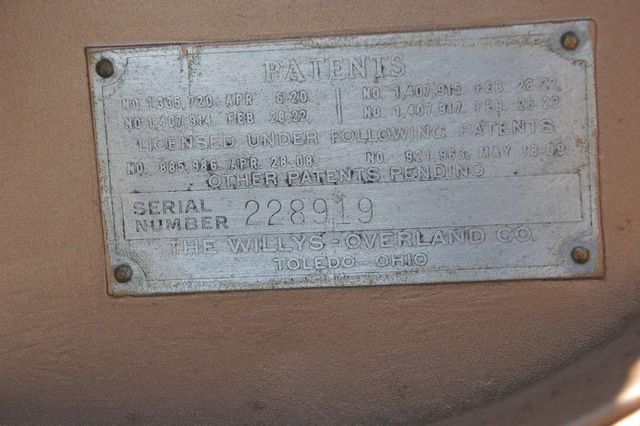 PATENTS
NO. 1,335,720. APR. 6-20. NO. 1,407,915 FEB. 28-22.
NO. 1,407,914. FEB. 28-22. NO. 1,407,917 FEB. 28-22
LICENSED UNDER FOLLOWING PATENTS
NO. 885,986. APR. 28-08. NO. 921,963. MAY 18-09
OTHER PATENTS PENDING
SERIAL NUMBER 228919
THE WILLYS-OVERLAND CO.
TOLEDO - OHIO